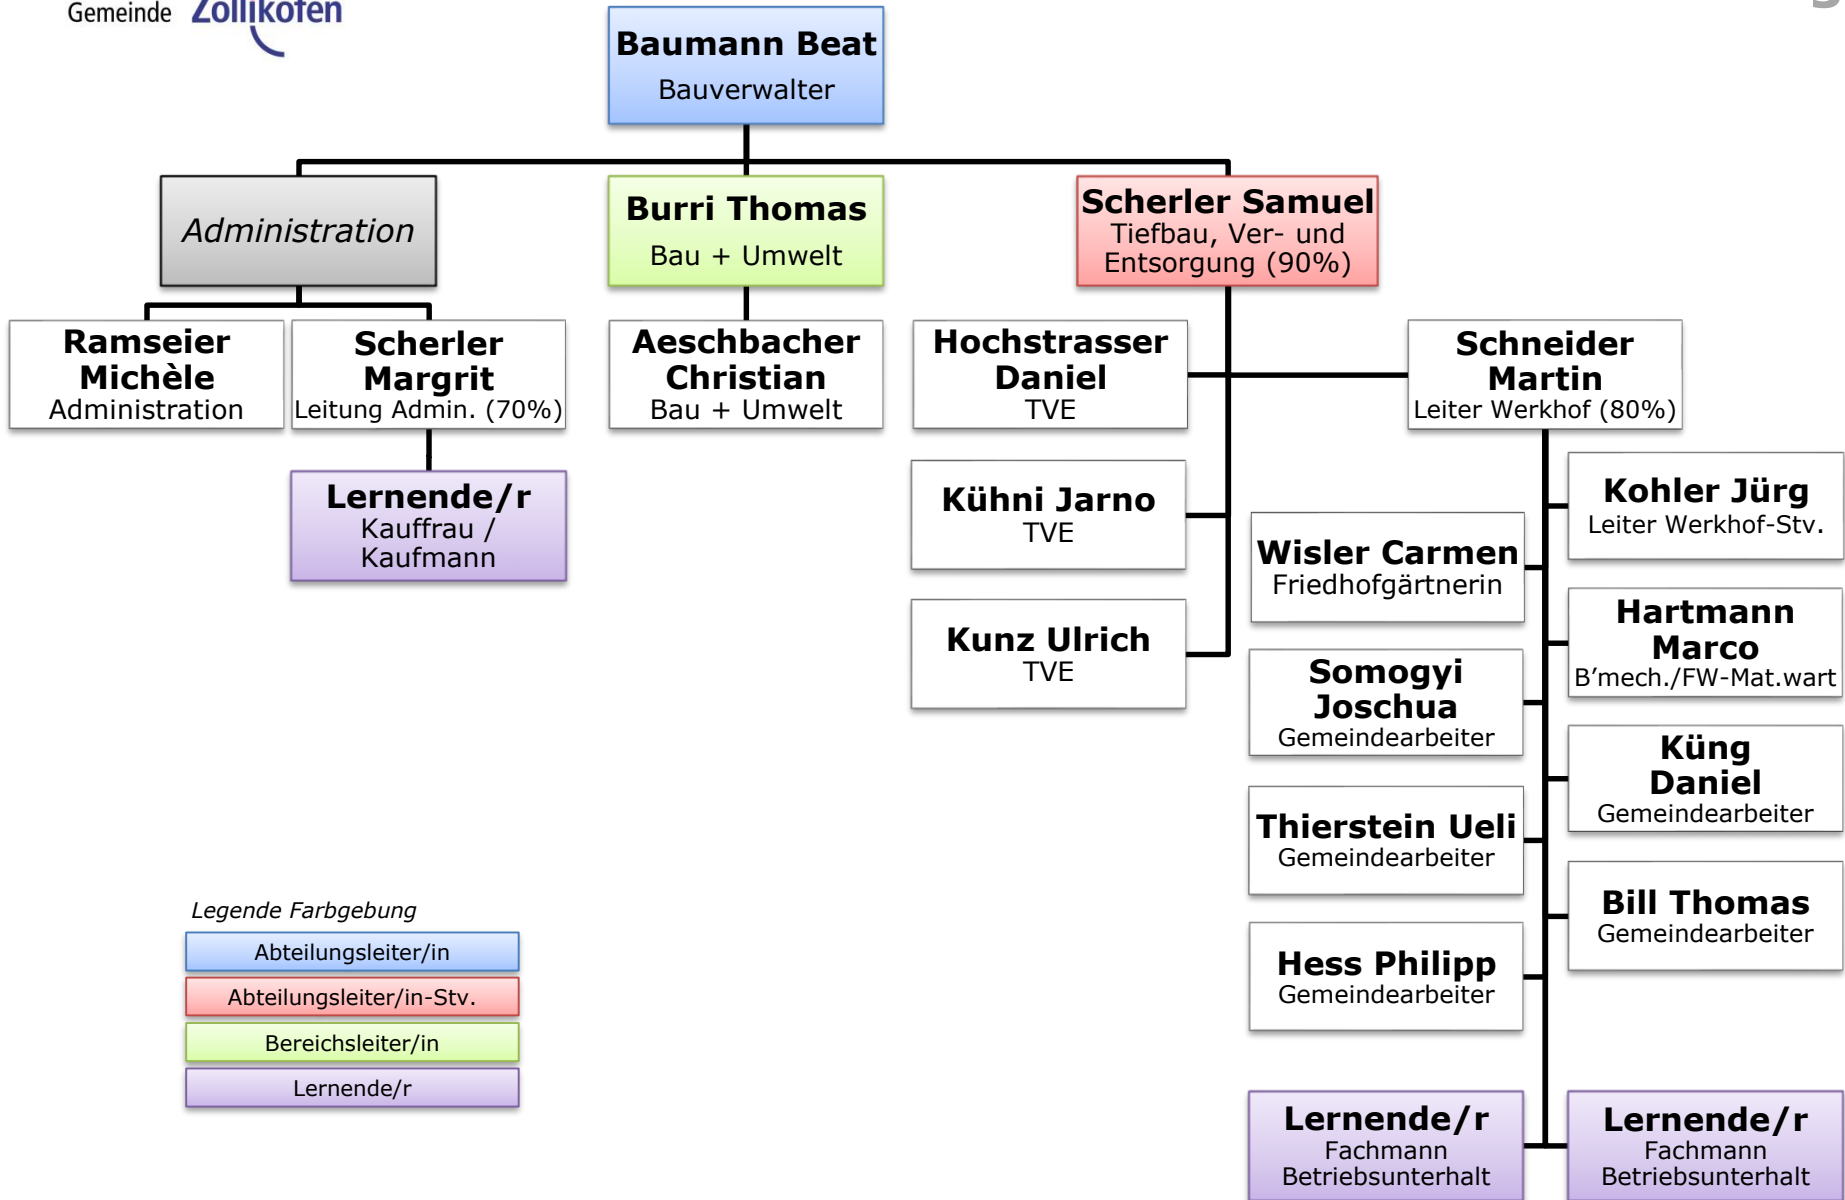 Gemeinde Zollikofen
Baumann Beat
Bauverwalter
Administration
Burri Thomas
Bau + Umwelt
Scherler Samuel
Tiefbau, Ver- und
Entsorgung (90%)
Ramseier
Michèle
Administration
Scherler
Margrit
Leitung Admin. (70%)
Aeschbacher
Christian
Bau + Umwelt
Hochstrasser
Daniel
TVE
Schneider
Martin
Leiter Werkhof (80%)
Lernende/r
Kauffrau /
Kaufmann
Kühni Jarno
TVE
Kunz Ulrich
TVE
Kohler Jürg
Leiter Werkhof-Stv.
Wisler Carmen
Friedhofgärtnerin
Hartmann
Marco
B’mech./FW-Mat.wart
Somogyi
Joschua
Gemeindearbeiter
Küng
Daniel
Gemeindearbeiter
Thierstein Ueli
Gemeindearbeiter
Bill Thomas
Gemeindearbeiter
Hess Philipp
Gemeindearbeiter
Lernende/r
Fachmann
Betriebsunterhalt
Lernende/r
Fachmann
Betriebsunterhalt
Legende Farbgebung
Abteilungsleiter/in
Abteilungsleiter/in-Stv.
Bereichsleiter/in
Lernende/r